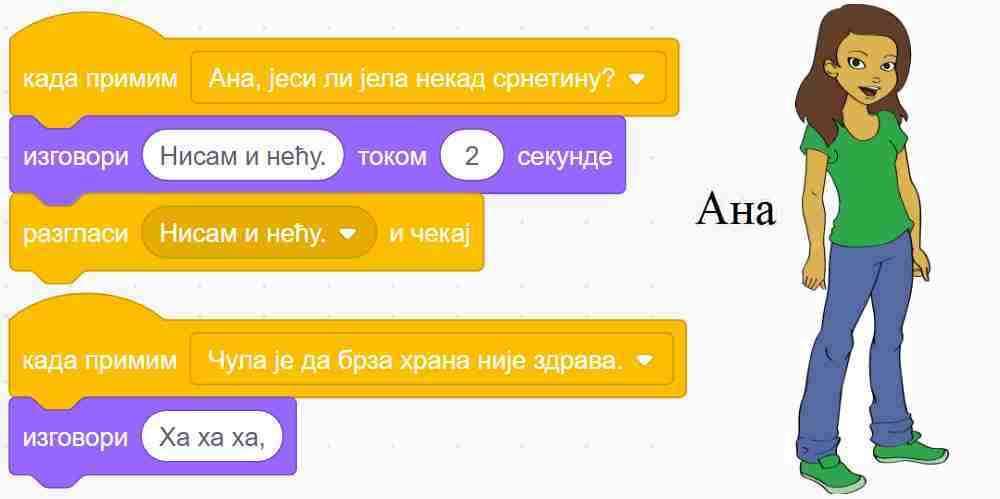 када примим Ана, јеси ли јела некад срнетину?
изговори Нисам и нећу. током 2 секунде
разгласи Нисам и нећу. и чекај
Ана
када примим Чула је да брза храна није здрава.
изговори Ха ха ха,